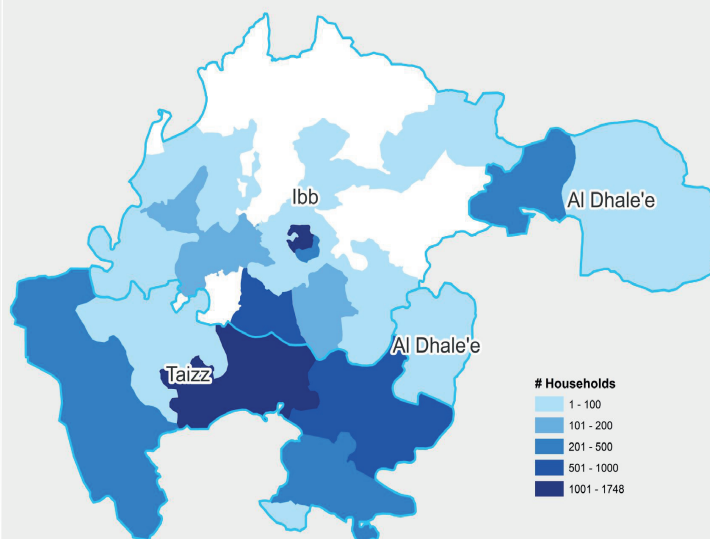 Ibb
Al Dhale'e
Al Dhale'e
Taizz
# Households
1 - 100
101 - 200
201 - 500
501 - 1000
1001 - 1748